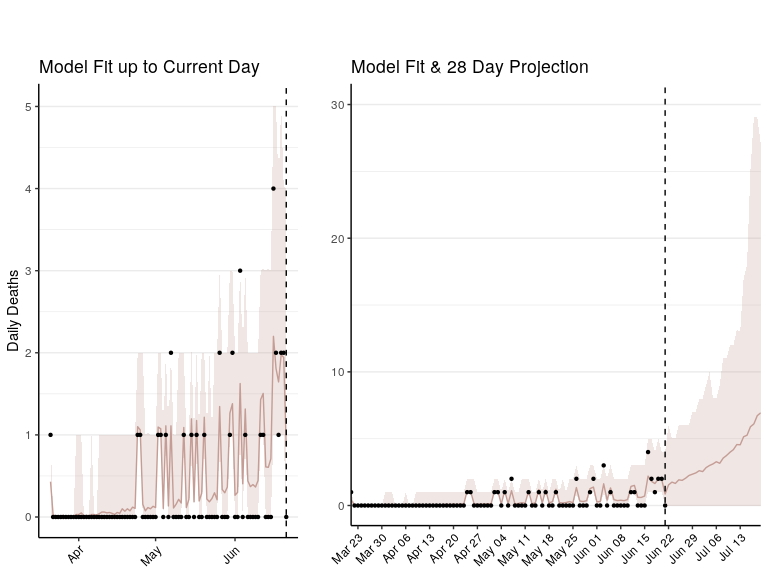 Model Fit up to Current Day
Model Fit & 28 Day Projection
Daily Deaths
5
4
3
2
1
0
Apr
May
Jun
30
20
10
0
Mar 23
Mar 30
Apr 06
Apr 13
Apr 20
Apr 27
May 04
May 11
May 18
May 25
Jun 01
Jun 08
Jun 15
Jun 22
Jun 29
Jul 06
Jul 13